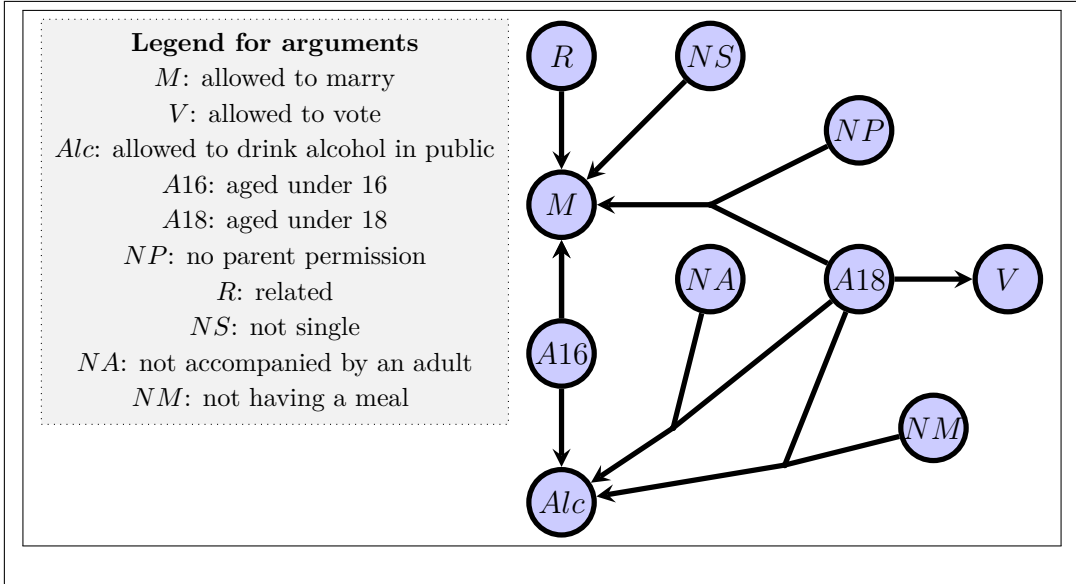 Legend for arguments
M: allowed to marry
V: allowed to vote
Alc: allowed to drink alcohol in public
A16: aged under 16
A18: aged under 18
NP: no parent permission
R: related
NS: not single
NA: not accompanied by an adult
NM: not having a meal
R
NS
NP
M
NA
A18
V
A16
NM
Alc